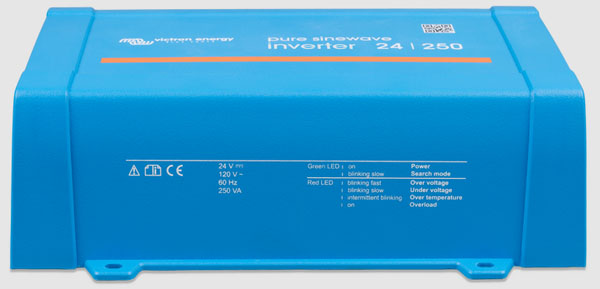 victron energy
pure sinewave
inverter 24 | 250
24 V
120 V ~
60 Hz
250 VA
CE
Green LED : on Power
: blinking slow Search mode
Red LED : blinking fast Over voltage
: blinking slow Under voltage
: intermittent blinking Over temperature
: on Overload